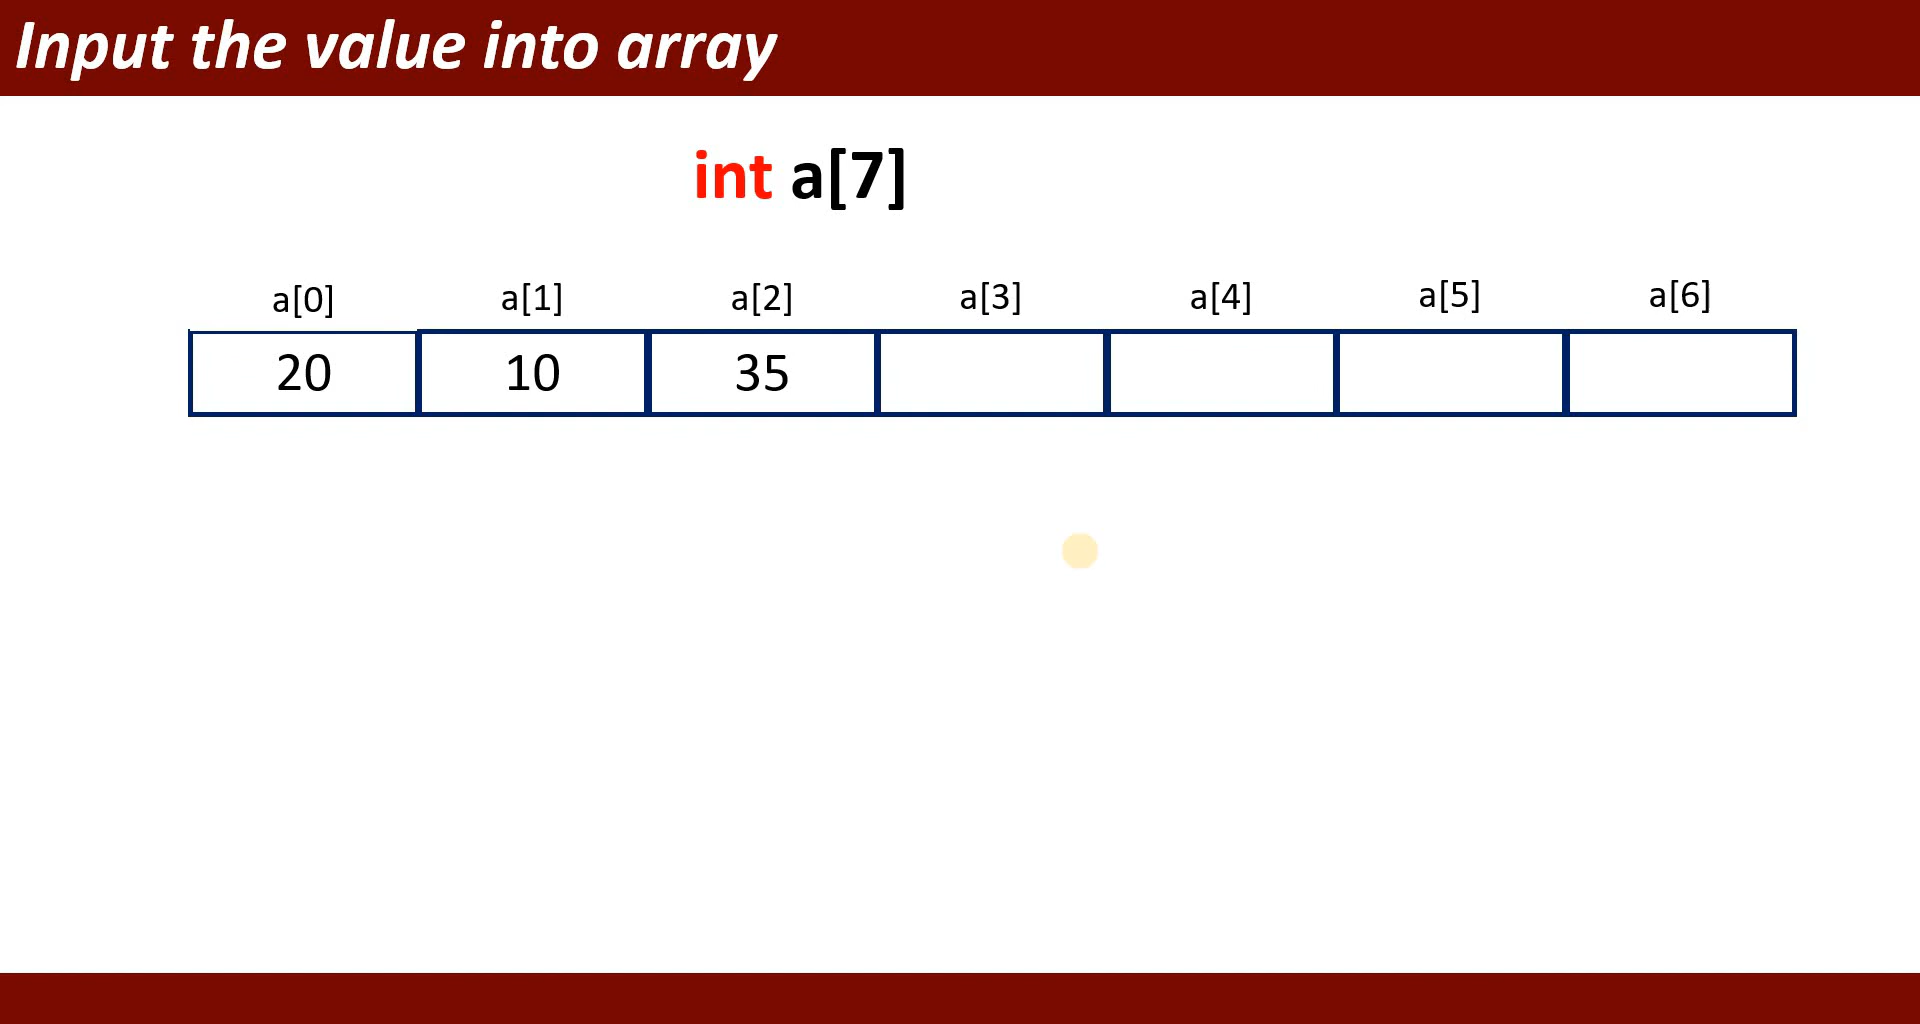 Input the value into array
int a[7]
a[0] a[1] a[2] a[3] a[4] a[5] a[6]
20 10 35